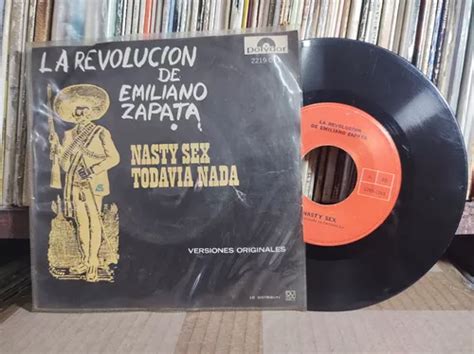 LA REVOLUCION
DE
EMILIANO
ZAPATA
Polydor
NASTY SEX
TODAVIA NADA
VERSIONES ORIGINALES
LA REVOLUCION
DE EMILIANO ZAPATA
NASTY SEX